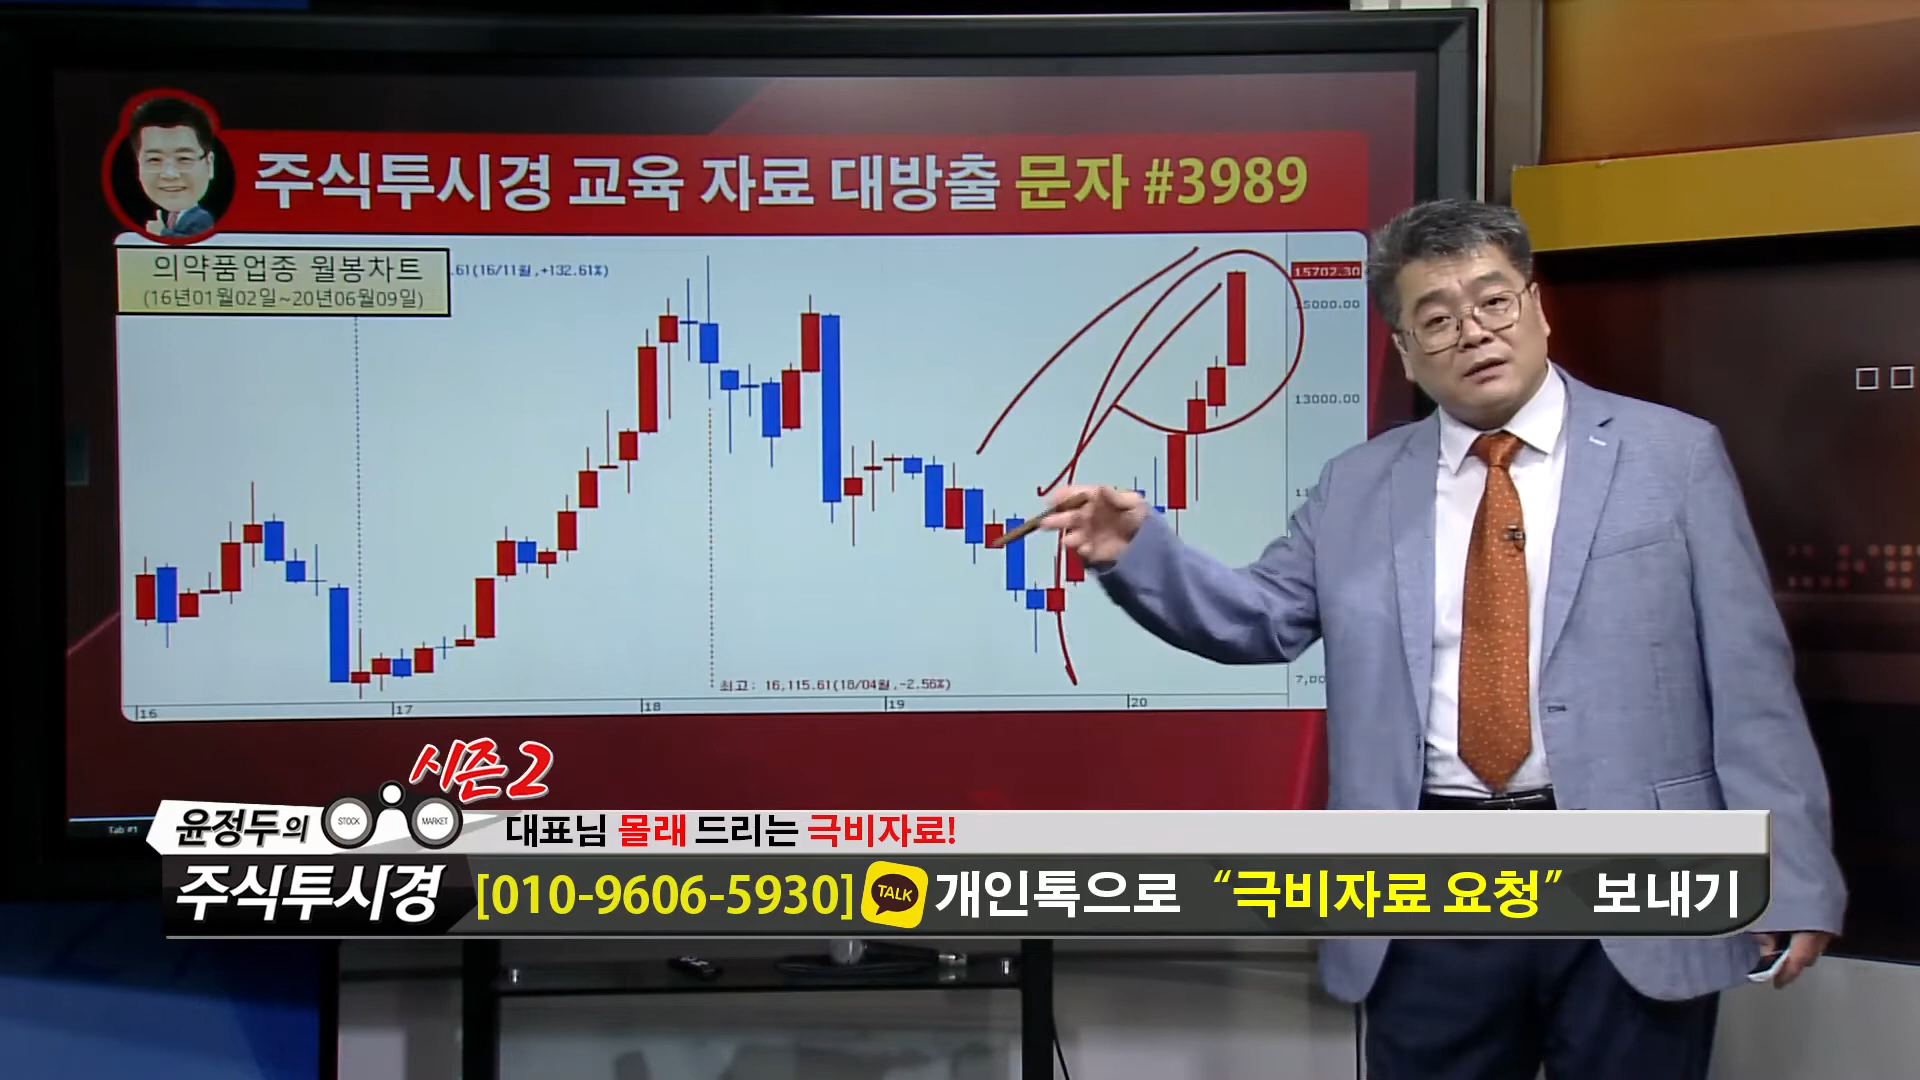 주식투시경 교육 자료 대방출 문자 #3989
의약품업종 월봉차트
(16년01월02일~20년06월09일)
.61(16/11월,+132.61%)
15702.30
15000.00
13000.00
7,00
최고: 16,115.61(18/04월,-2.56%)
16 17 18 19 20
Tab #1
시즌2
윤정두의
STOCK MARKET
주식투시경
대표님 몰래 드리는 극비자료!
[010-9606-5930] TALK 개인톡으로 “극비자료 요청” 보내기